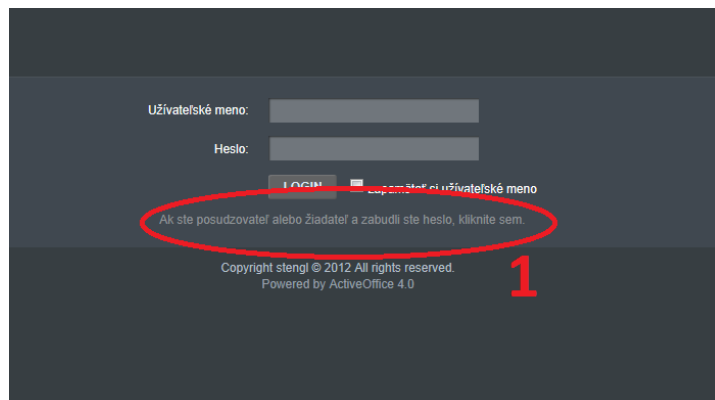 Užívateľské meno:
Heslo:
LOGIN Zapamätať si užívateľské meno
Ak ste posudzovateľ alebo žiadateľ a zabudli ste heslo, kliknite sem.
Copyright stengl © 2012 All rights reserved.
Powered by ActiveOffice 4.0
1